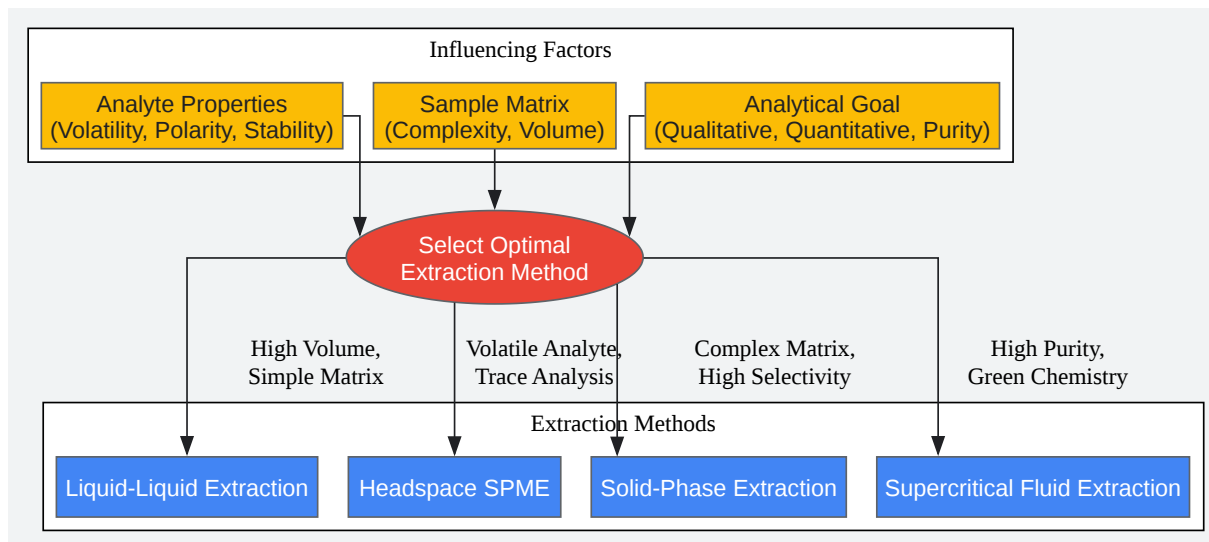 Influencing Factors
Analyte Properties
(Volatility, Polarity, Stability)
Sample Matrix
(Complexity, Volume)
Analytical Goal
(Qualitative, Quantitative, Purity)
Select Optimal
Extraction Method
High Volume,
Simple Matrix
Volatile Analyte,
Trace Analysis
Complex Matrix,
High Selectivity
High Purity,
Green Chemistry
Extraction Methods
Liquid-Liquid Extraction
Headspace SPME
Solid-Phase Extraction
Supercritical Fluid Extraction